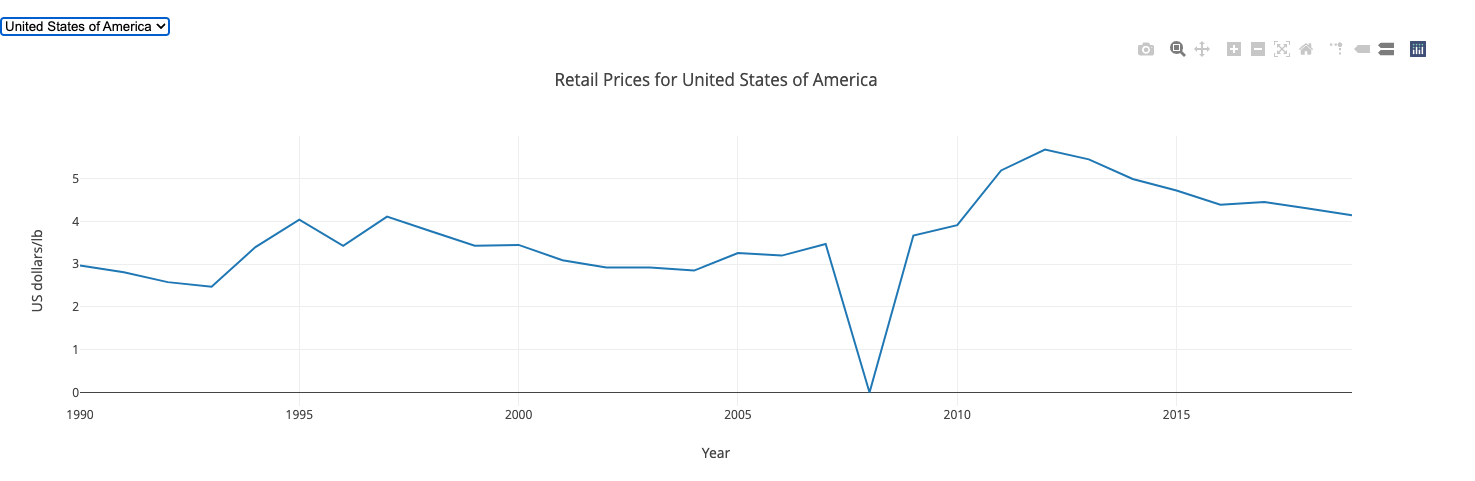 United States of America
Retail Prices for United States of America
US dollars/lb
5
4
3
2
1
0
1990 1995 2000 2005 2010 2015
Year